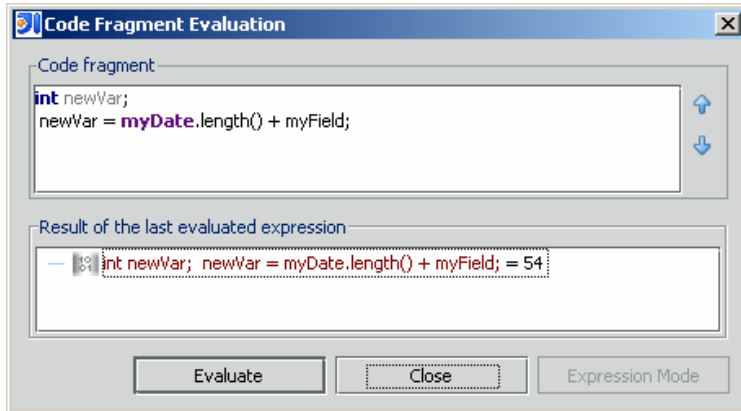 Code Fragment Evaluation
Code fragment
int newVar;
newVar = myDate.length() + myField;
Result of the last evaluated expression
int newVar; newVar = myDate.length() + myField; = 54
Evaluate
Close
Expression Mode